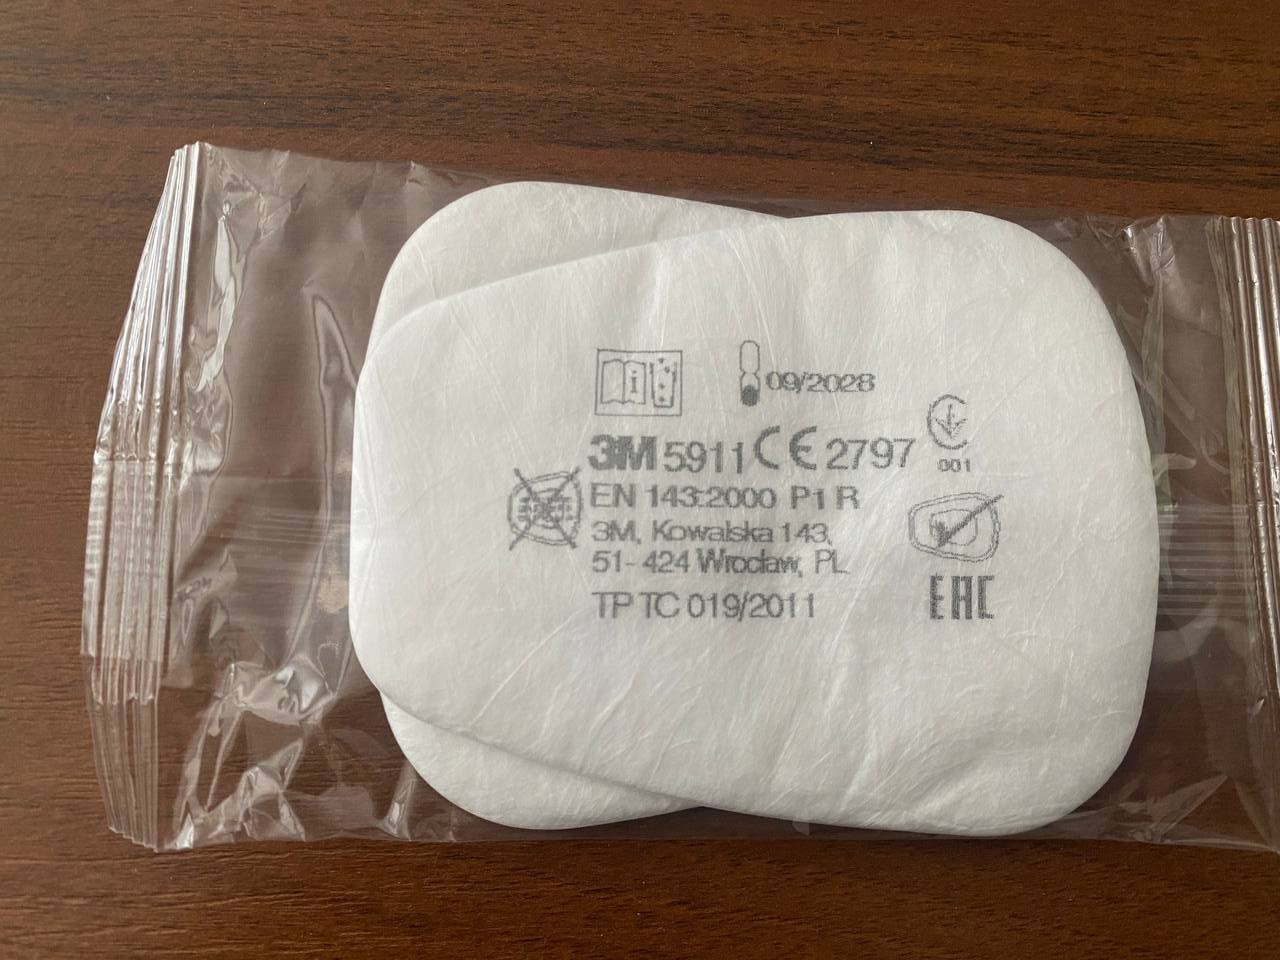 09/2028
3M 5911 CE 2797
001
EN 143:2000 P1 R
3M, Kowalska 143,
51-424 Wrocław, PL
TP TC 019/2011
EAC